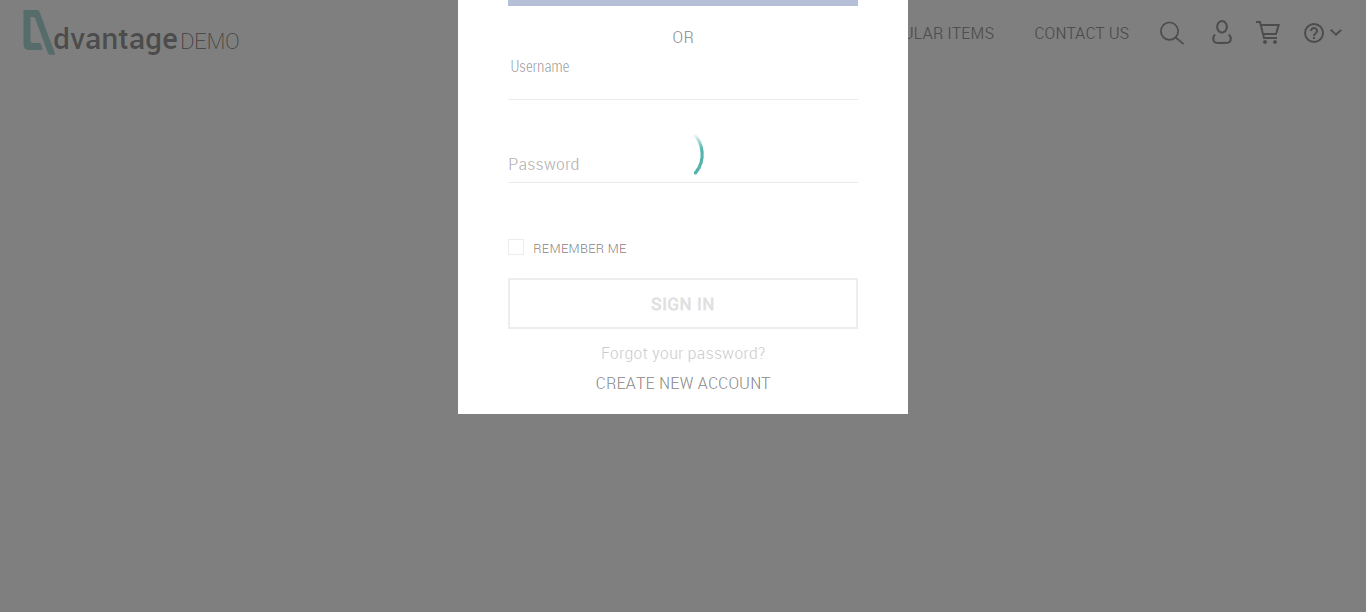 dvantage DEMO
ULAR ITEMS
CONTACT US
OR
Username
Password
REMEMBER ME
SIGN IN
Forgot your password?
CREATE NEW ACCOUNT